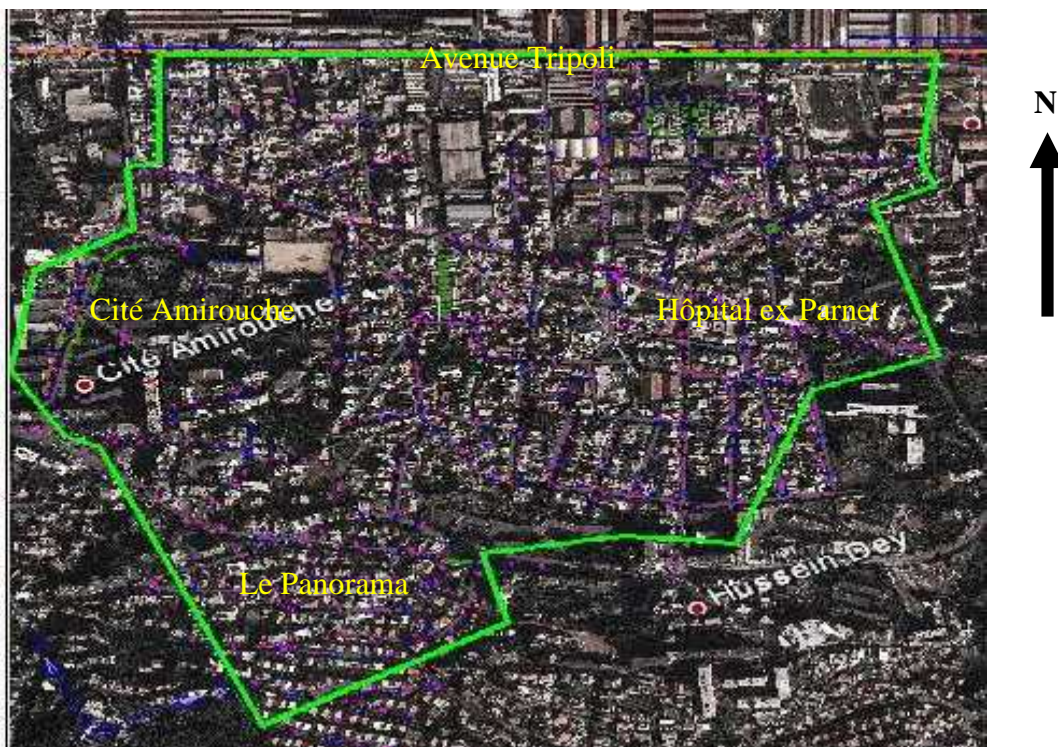 Avenue Tripoli
N
Cité Amirouche
Hôpital ex Parnet
Cité Amirouche
Le Panorama
Hussein Dey